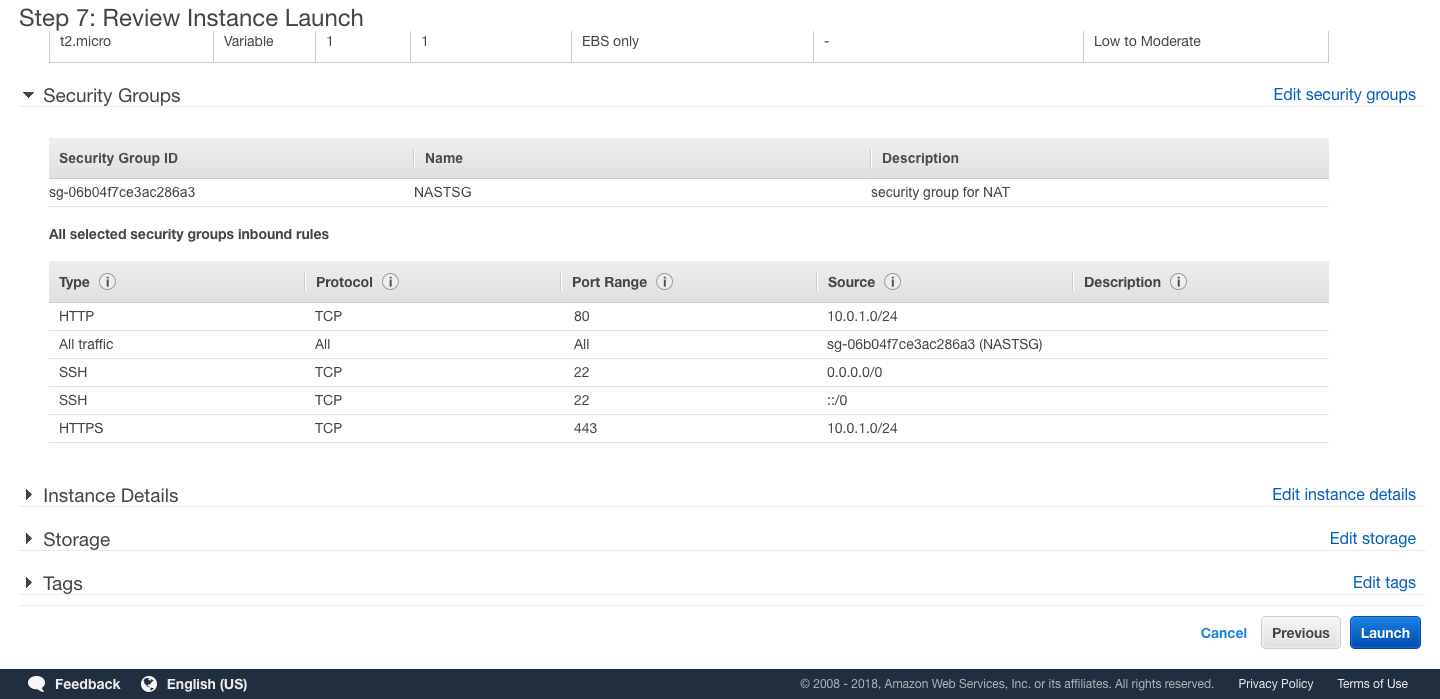 Step 7: Review Instance Launch
t2.micro Variable 1 1 EBS only - Low to Moderate
Security Groups Edit security groups
Security Group ID Name Description
sg-06b04f7ce3ac286a3 NASTSG security group for NAT
All selected security groups inbound rules
Type i Protocol i Port Range i Source i Description i
HTTP TCP 80 10.0.1.0/24
All traffic All All sg-06b04f7ce3ac286a3 (NASTSG)
SSH TCP 22 0.0.0.0/0
SSH TCP 22 ::/0
HTTPS TCP 443 10.0.1.0/24
Instance Details Edit instance details
Storage Edit storage
Tags Edit tags
Cancel Previous Launch
Feedback English (US) © 2008 - 2018, Amazon Web Services, Inc. or its affiliates. All rights reserved. Privacy Policy Terms of Use